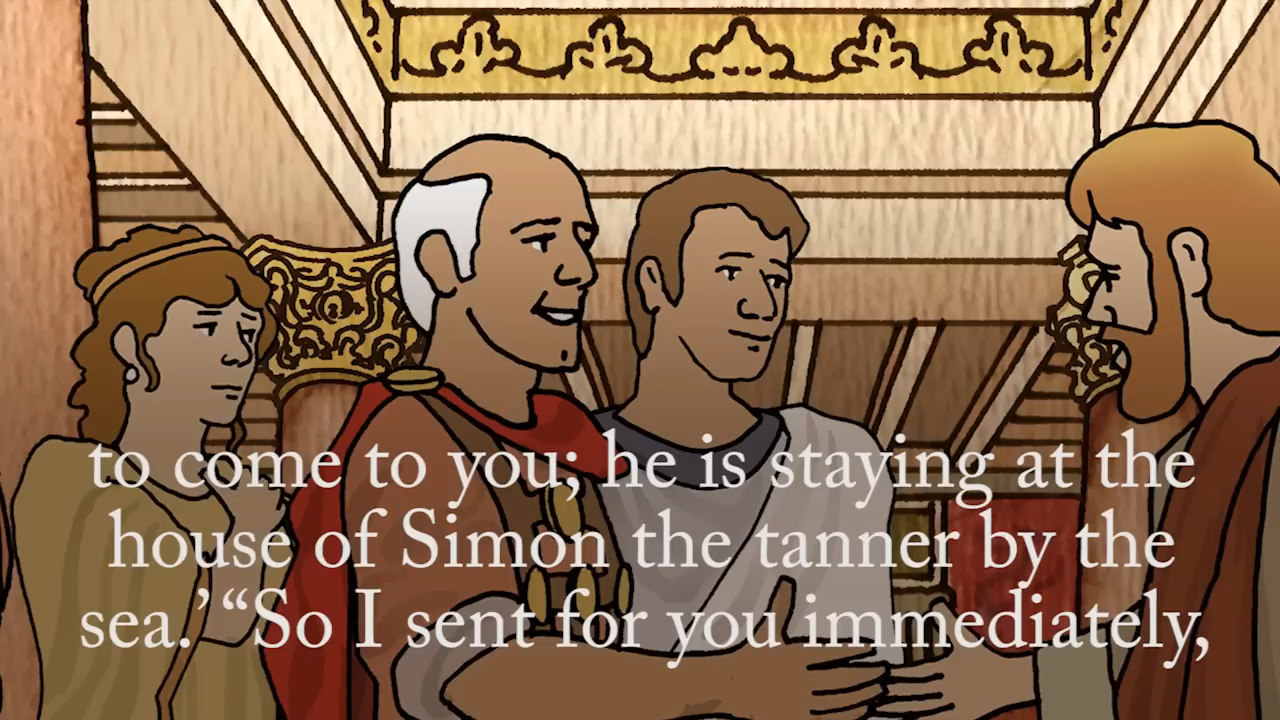 to come to you; he is staying at the
house of Simon the tanner by the
sea.’“So I sent for you immediately,